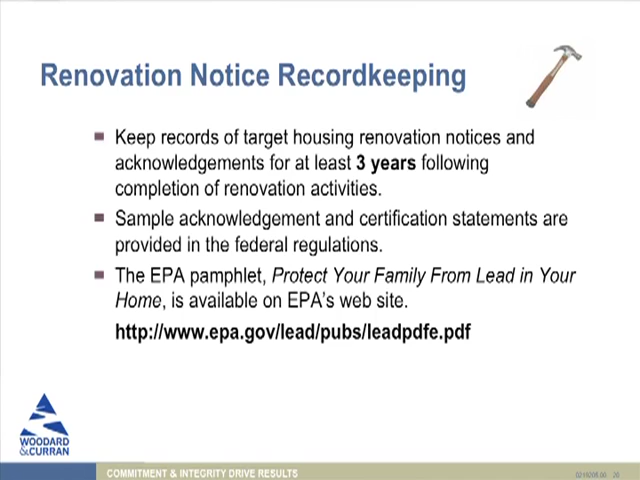 Renovation Notice Recordkeeping
Keep records of target housing renovation notices and
acknowledgements for at least 3 years following
completion of renovation activities.
Sample acknowledgement and certification statements are
provided in the federal regulations.
The EPA pamphlet, Protect Your Family From Lead in Your
Home, is available on EPA's web site.
http://www.epa.gov/lead/pubs/leadpdfe.pdf
WOODARD
&CURRAN
COMMITMENT & INTEGRITY DRIVE RESULTS